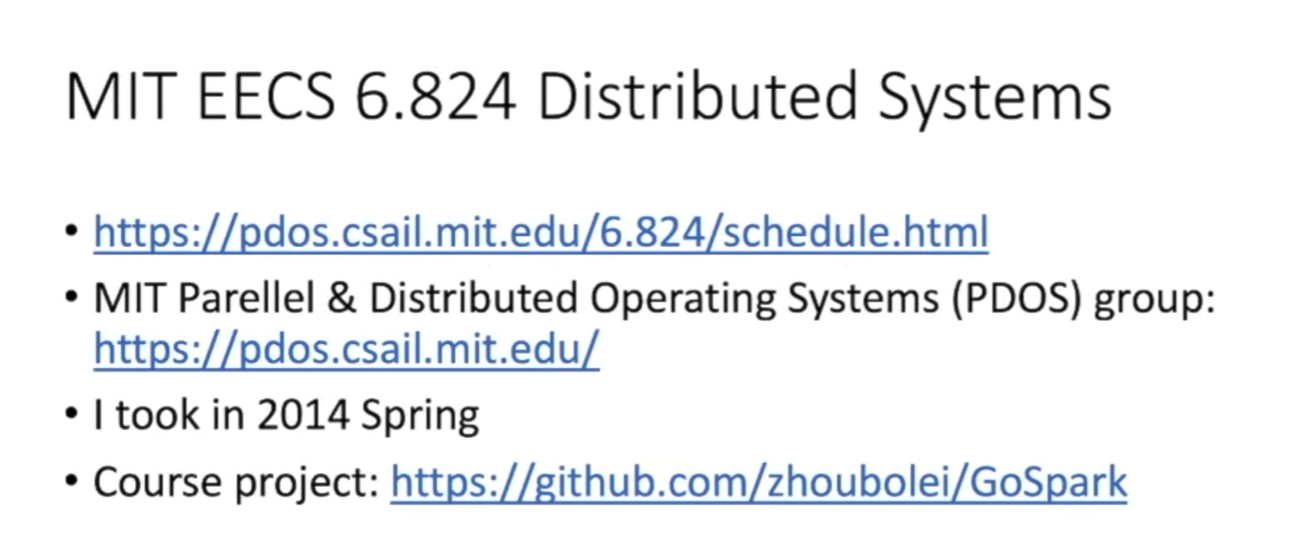 MIT EECS 6.824 Distributed Systems
• https://pdos.csail.mit.edu/6.824/schedule.html
• MIT Parellel & Distributed Operating Systems (PDOS) group:
https://pdos.csail.mit.edu/
• I took in 2014 Spring
• Course project: https://github.com/zhoubolei/GoSpark